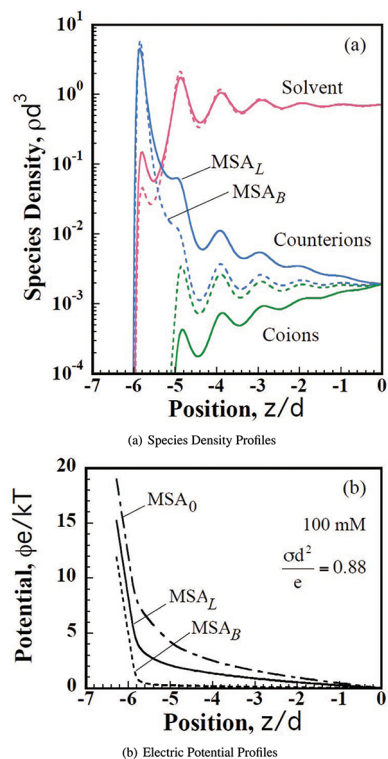 (a)
10¹
10⁰
10⁻¹
10⁻²
10⁻³
10⁻⁴
Species Density, ρd³
Solvent
MSA_L
MSA_B
Counterions
Coions
-7 -6 -5 -4 -3 -2 -1 0
Position, z/d
(a) Species Density Profiles
(b)
20
15
10
5
0
Potential, ϕe/kT
MSA₀
100 mM
σd²/e = 0.88
MSA_L
MSA_B
-7 -6 -5 -4 -3 -2 -1 0
Position, z/d
(b) Electric Potential Profiles